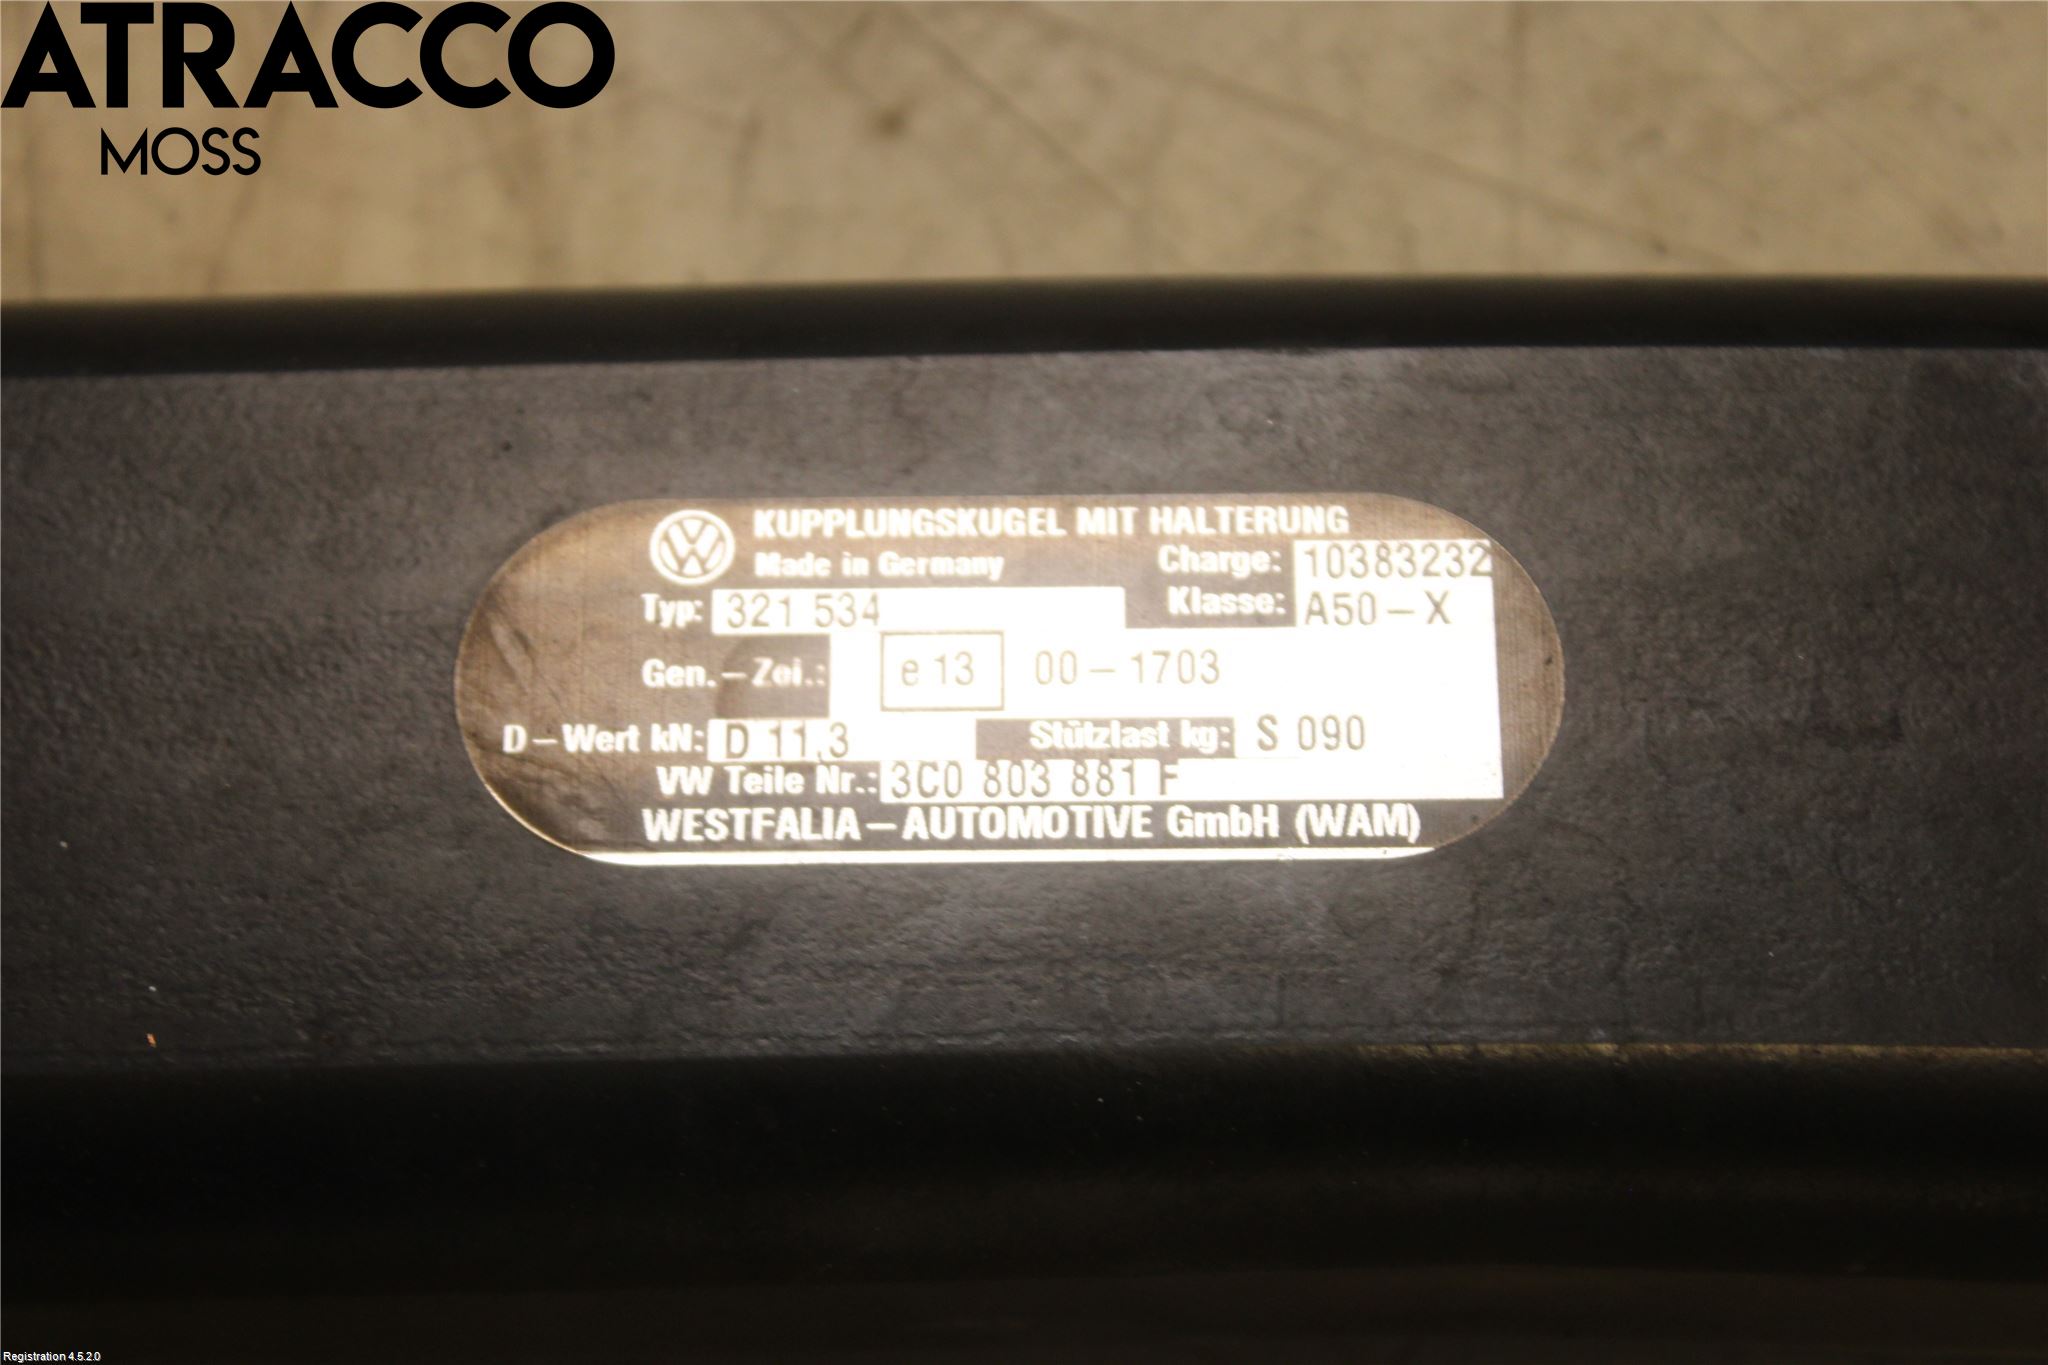 ATRACCO
MOSS
KUPPLUNGSKUGEL MIT HALTERUNG
Made in Germany Charge: 10383232
Typ: 321 534 Klasse: A50-X
Gen.-Zei.: e 13 00-1703
D-Wert kN: D 11,3 Stützlast kg: S 090
VW Teile Nr.: 3C0 803 881 F
WESTFALIA-AUTOMOTIVE GmbH (WAM)
Registration 4.5.2.0